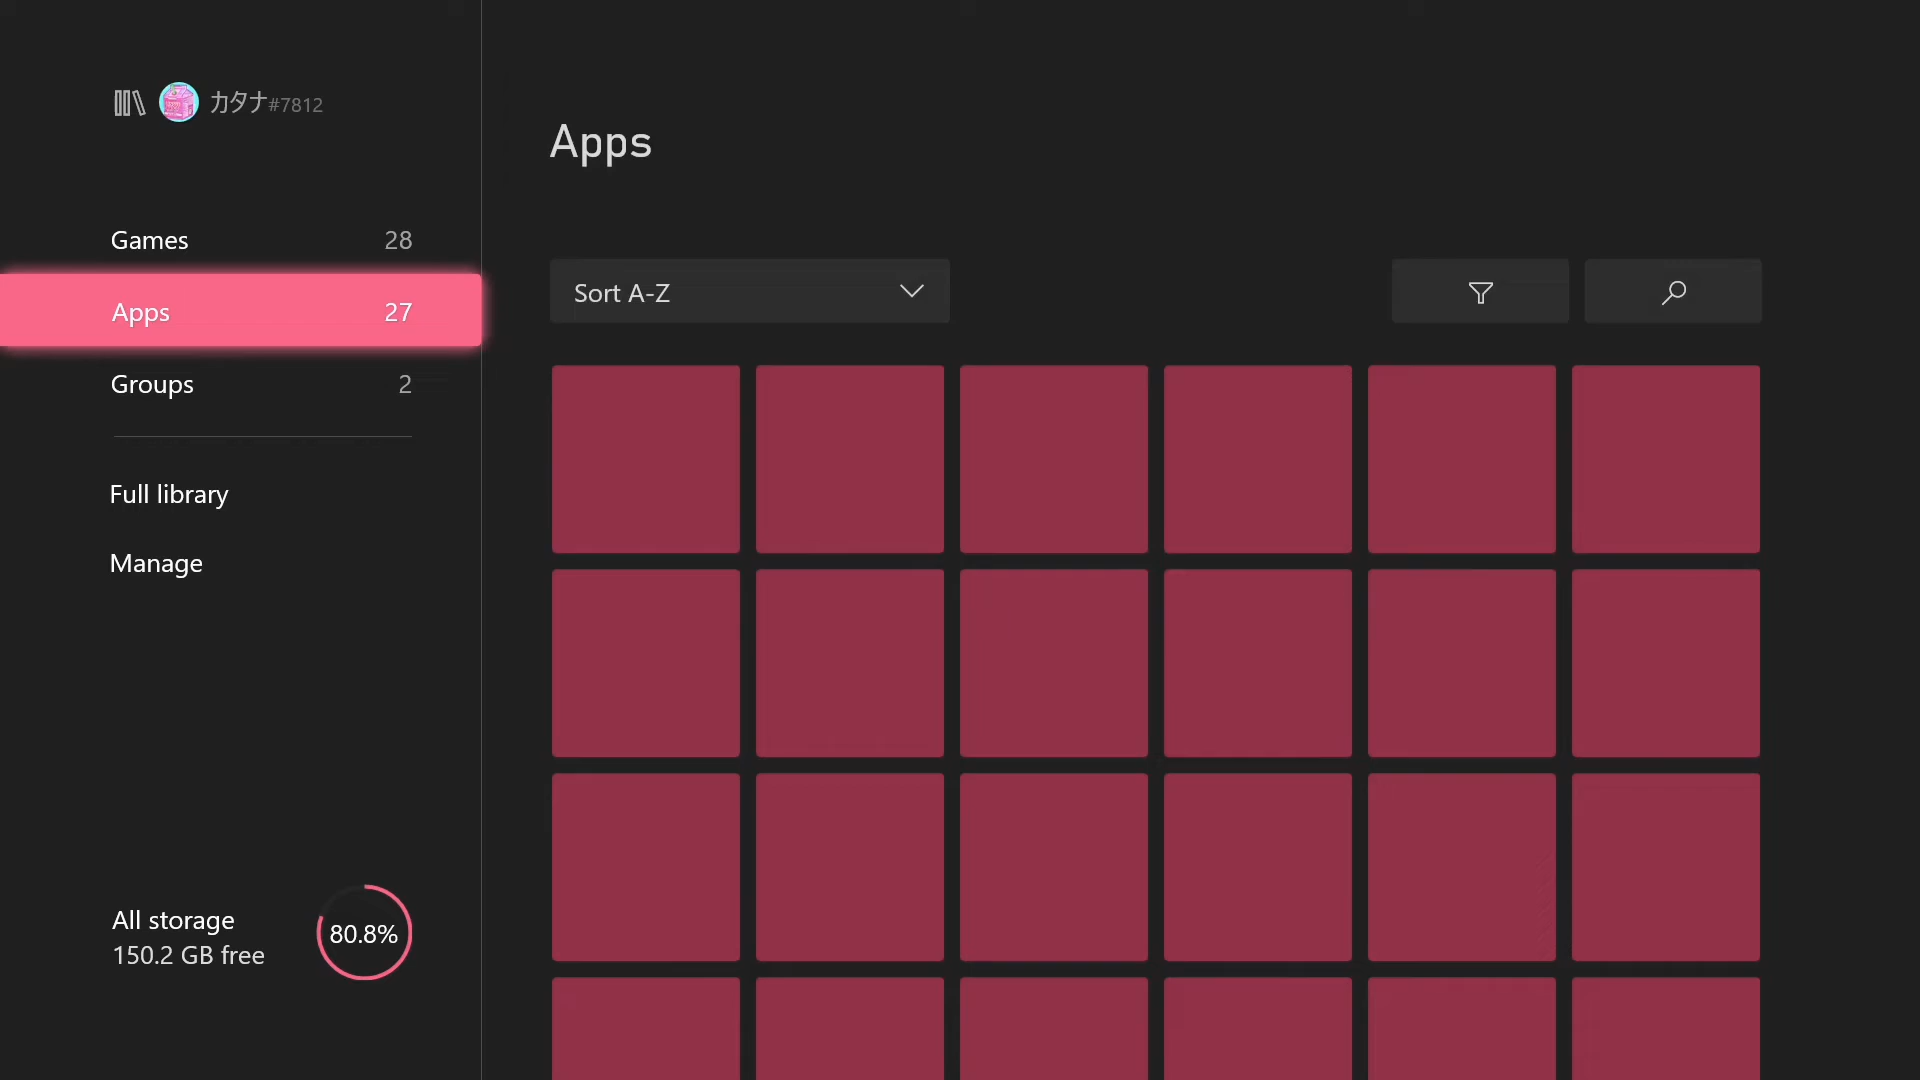 カタナ#7812
Games 28
Apps 27
Groups 2
Full library
Manage
All storage
150.2 GB free
80.8%
Apps
Sort A-Z